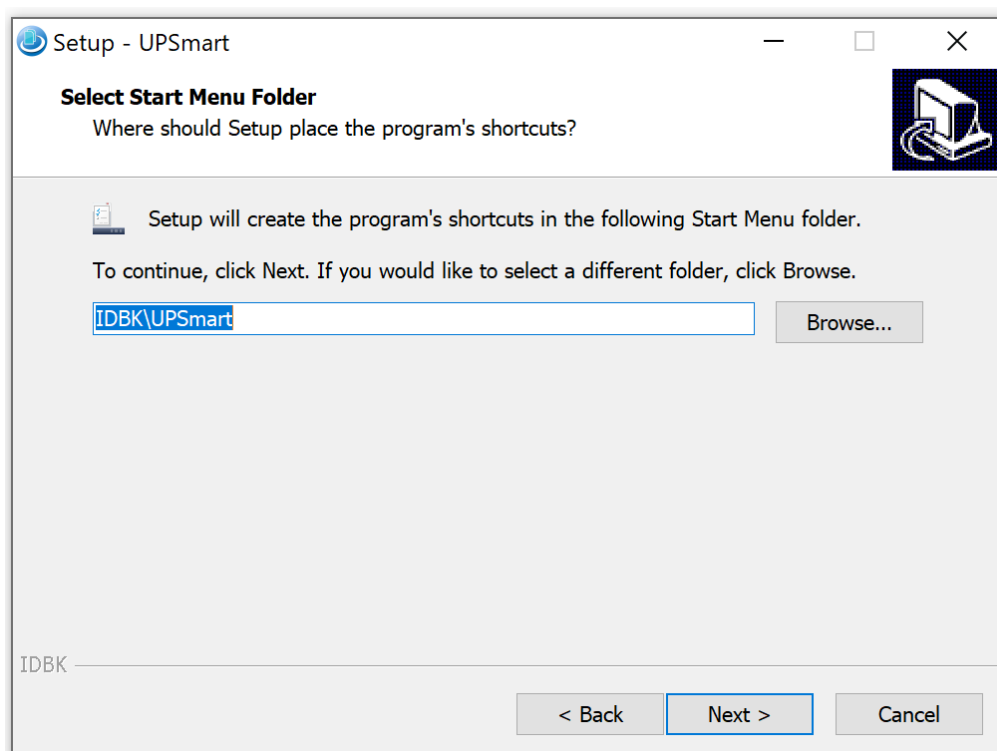 Setup - UPSmart
Select Start Menu Folder
Where should Setup place the program's shortcuts?
Setup will create the program's shortcuts in the following Start Menu folder.
To continue, click Next. If you would like to select a different folder, click Browse.
IDBK\UPSmart
Browse...
IDBK
< Back
Next >
Cancel